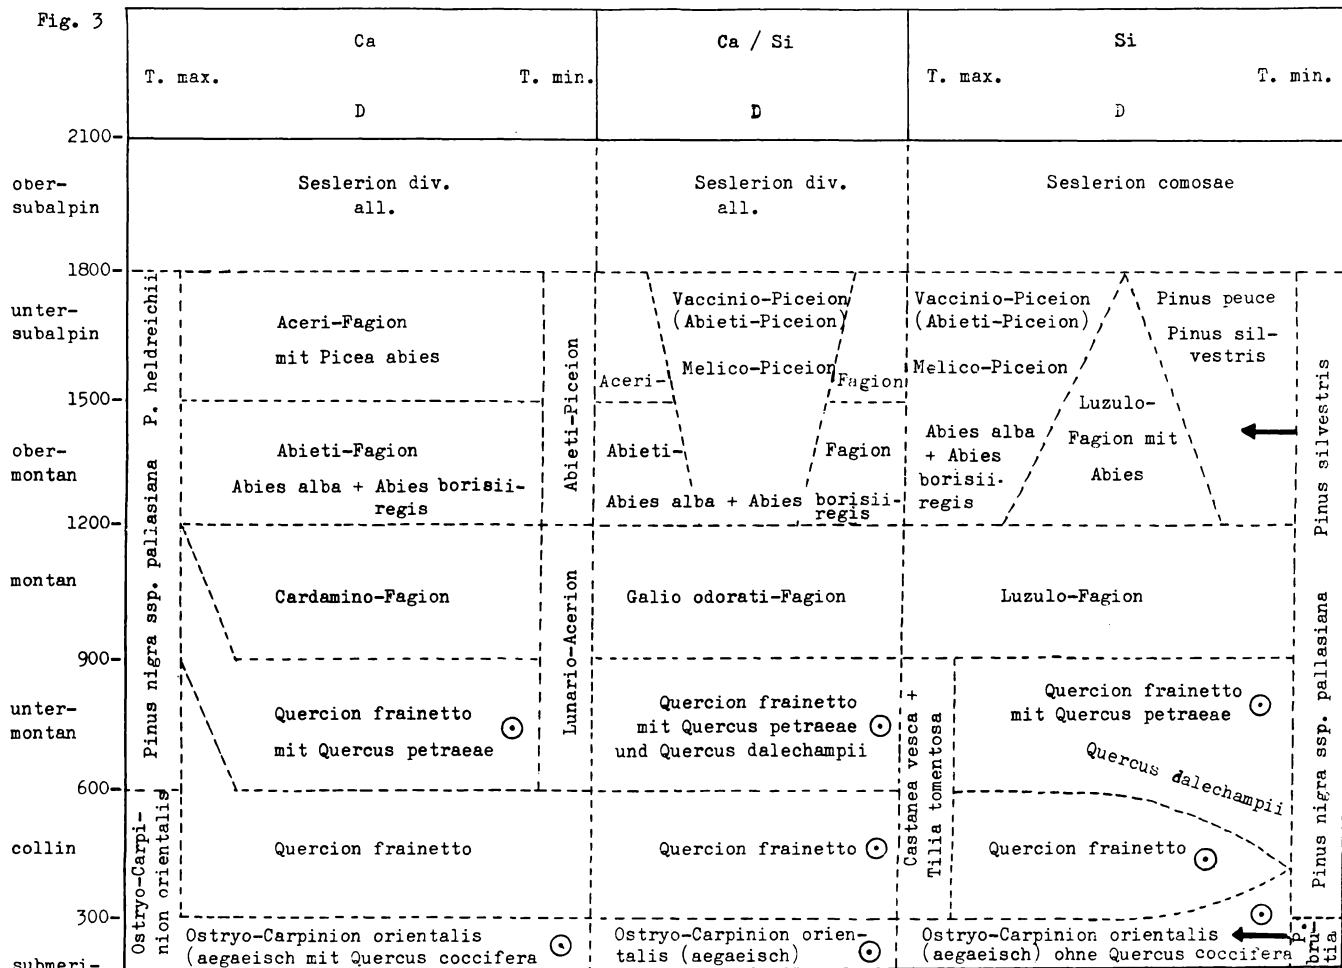 Fig. 3
Ca
Ca / Si
Si
T. max.
T. min.
T. max.
T. min.
D
D
D
2100-
ober-
subalpin
Seslerion div.
all.
Seslerion div.
all.
Seslerion comosae
1800-
unter-
subalpin
P. heldreichii
Aceri-Fagion
mit Picea abies
Abieti-Piceion
Vaccinio-Piceion
(Abieti-Piceion)
Melico-Piceion
Aceri-
Fagion
Vaccinio-Piceion
(Abieti-Piceion)
Melico-Piceion
Pinus peuce
Pinus sil-
vestris
Pinus silvestris
1500-
ober-
montan
Abieti-Fagion
Abies alba + Abies borisii-
regis
Abieti-
Fagion
Abies alba + Abies borisii-
regis
Abies alba
+ Abies
borisii-
regis
Luzulo-
Fagion mit
Abies
1200-
montan
Pinus nigra ssp. pallasiana
Cardamino-Fagion
Lunario-Acerion
Galio odorati-Fagion
Luzulo-Fagion
Pinus nigra ssp. pallasiana
900-
unter-
montan
Quercion frainetto
mit Quercus petraeae
Quercion frainetto
mit Quercus petraeae
und Quercus dalechampii
Castanea vesca +
Tilia tomentosa
Quercion frainetto
mit Quercus petraeae
Quercus dalechampii
600-
collin
Ostryo-Carpi-
nion orientalis
Quercion frainetto
Quercion frainetto
Quercion frainetto
300-
submeri-
Ostryo-Carpinion orientalis
(aegaeisch mit Quercus coccifera
Ostryo-Carpinion orien-
talis (aegaeisch)
Ostryo-Carpinion orientalis
(aegaeisch) ohne Quercus coccifera
P.
bru-
tia